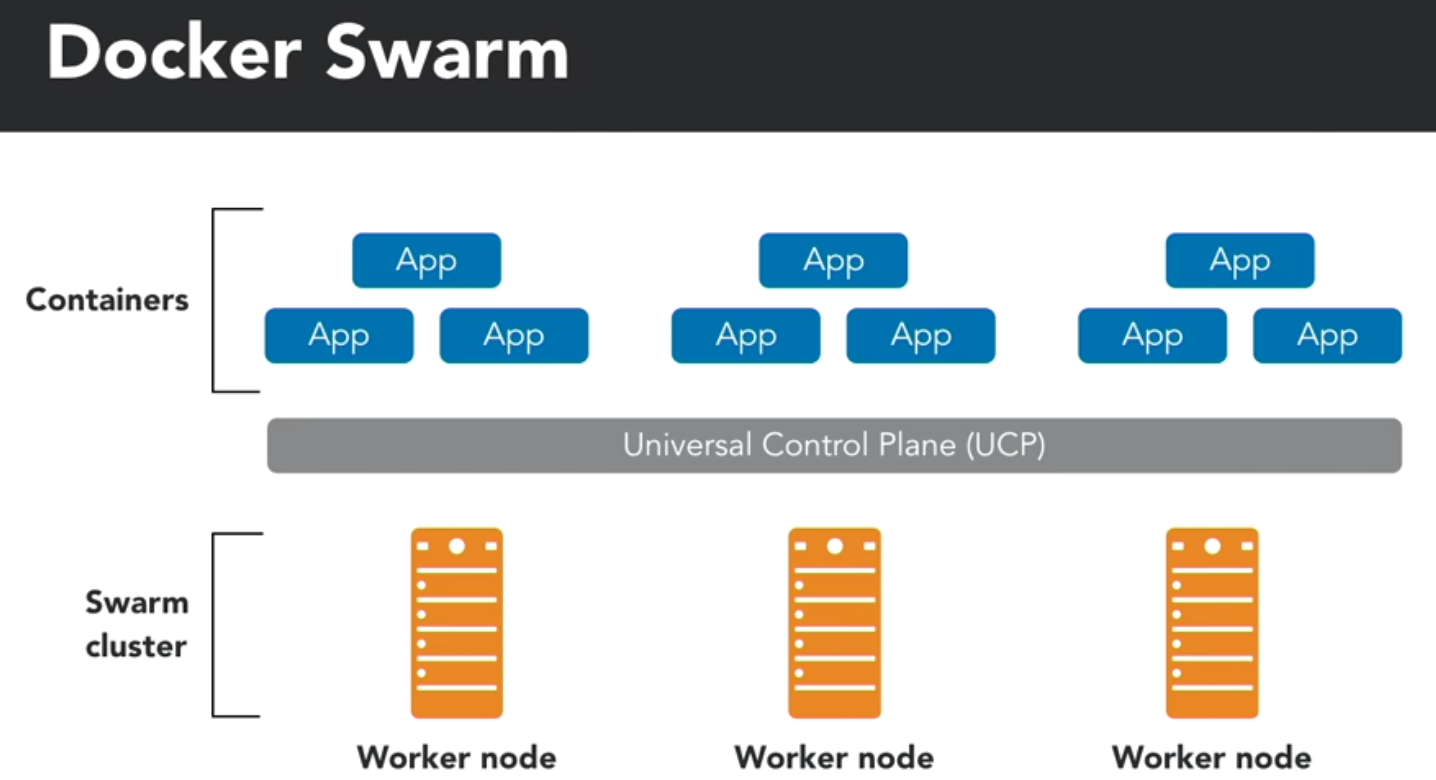 Docker Swarm
Containers
App App App
App App App App App App
Universal Control Plane (UCP)
Swarm
cluster
Worker node Worker node Worker node